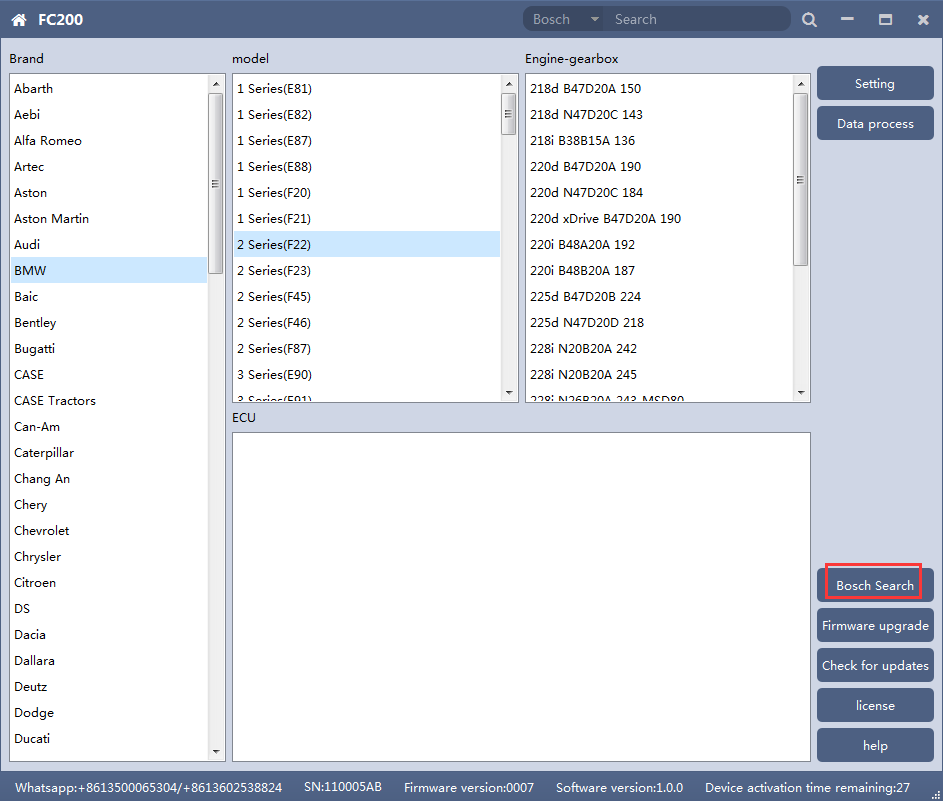 FC200
Bosch
Search
Brand
Abarth
Aebi
Alfa Romeo
Artec
Aston
Aston Martin
Audi
BMW
Baic
Bentley
Bugatti
CASE
CASE Tractors
Can-Am
Caterpillar
Chang An
Chery
Chevrolet
Chrysler
Citroen
DS
Dacia
Dallara
Deutz
Dodge
Ducati
model
1 Series(E81)
1 Series(E82)
1 Series(E87)
1 Series(E88)
1 Series(F20)
1 Series(F21)
2 Series(F22)
2 Series(F23)
2 Series(F45)
2 Series(F46)
2 Series(F87)
3 Series(E90)
3 Series(E91)
Engine-gearbox
218d B47D20A 150
218d N47D20C 143
218i B38B15A 136
220d B47D20A 190
220d N47D20C 184
220d xDrive B47D20A 190
220i B48A20A 192
220i B48B20A 187
225d B47D20B 224
225d N47D20D 218
228i N20B20A 242
228i N20B20A 245
228i N26B20A 243 MSD80
ECU
Setting
Data process
Bosch Search
Firmware upgrade
Check for updates
license
help
Whatsapp:+8613500065304/+8613602538824
SN:110005AB
Firmware version:0007
Software version:1.0.0
Device activation time remaining:27